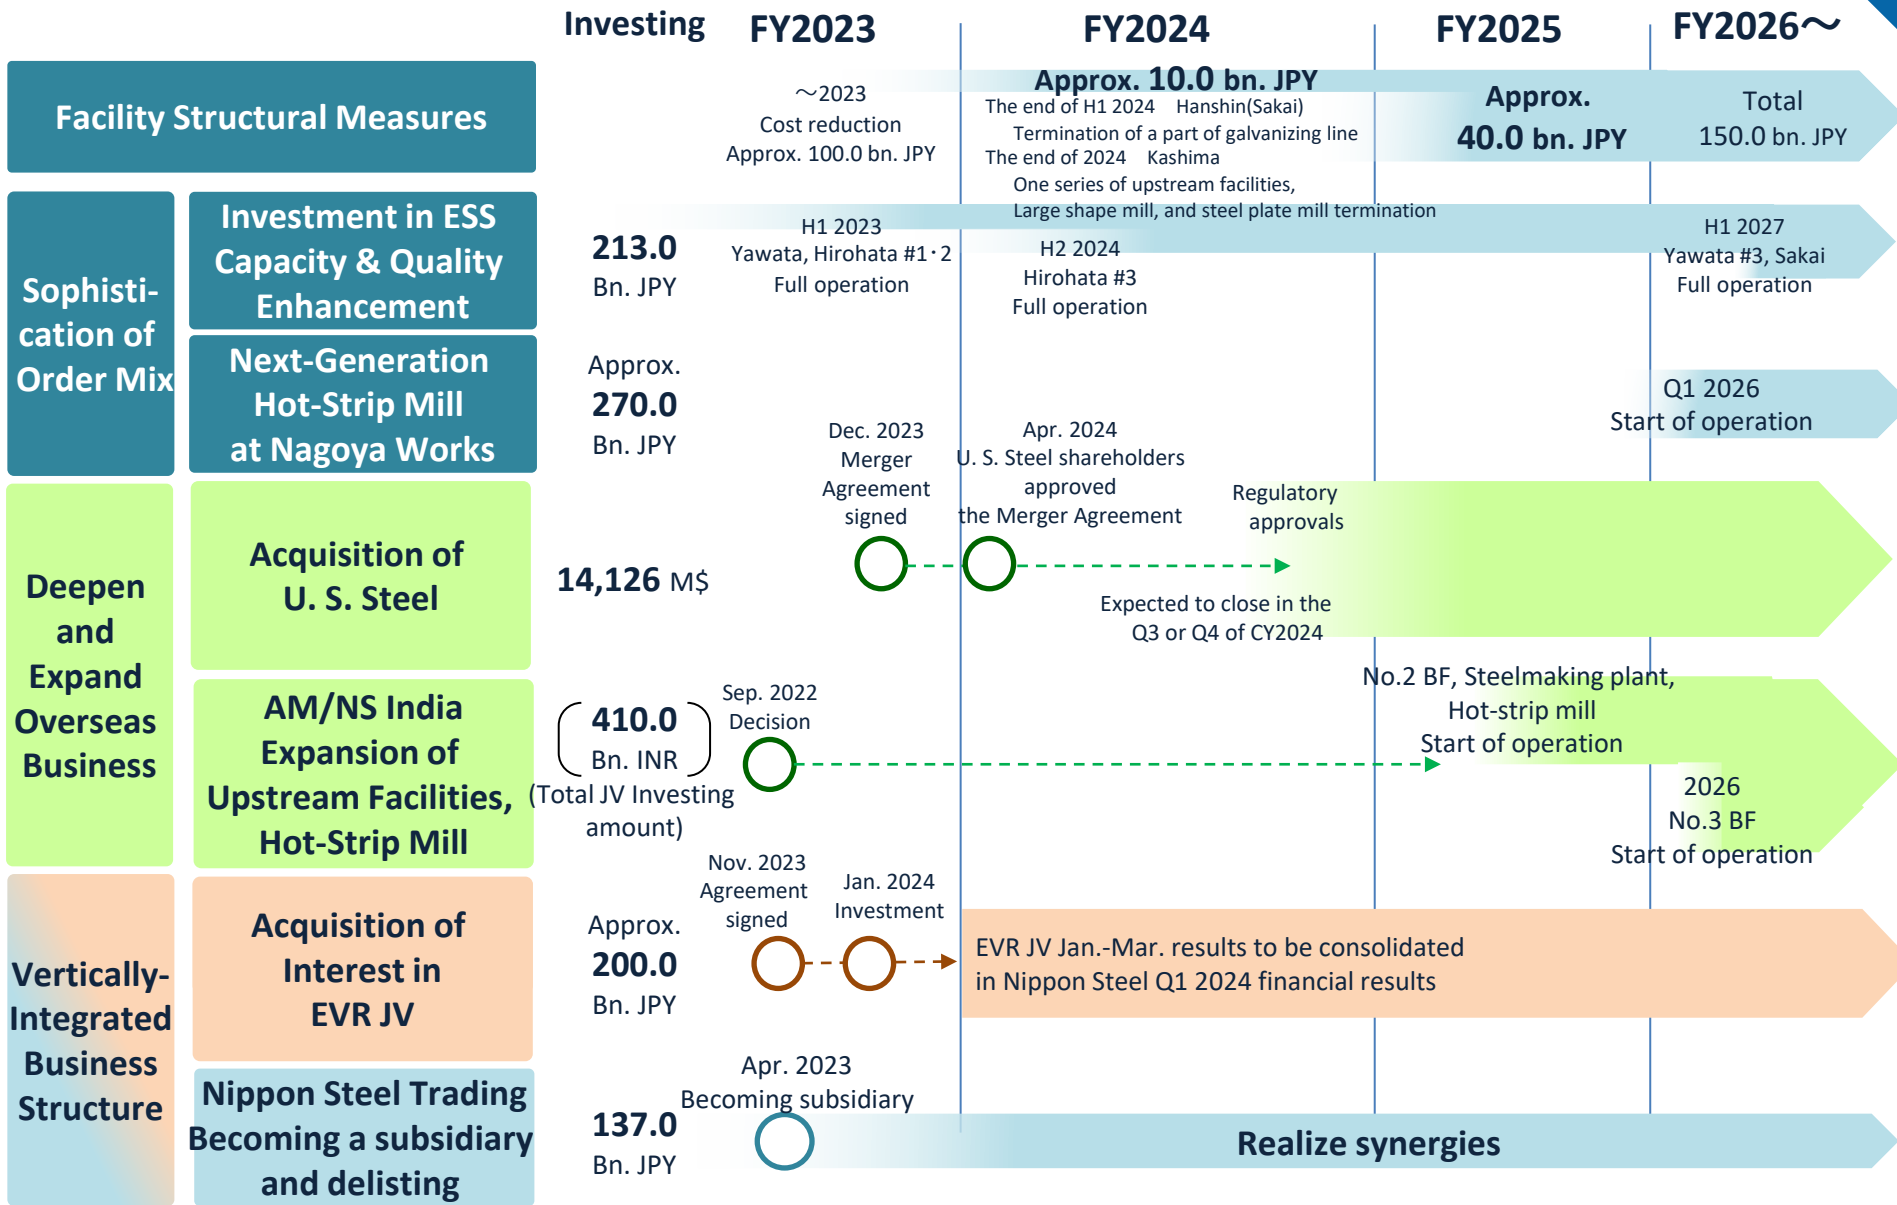 Investing
FY2023
FY2024
FY2025
FY2026～
Facility Structural Measures
～2023
Cost reduction
Approx. 100.0 bn. JPY
Approx. 10.0 bn. JPY
The end of H1 2024 Hanshin(Sakai)
Termination of a part of galvanizing line
The end of 2024 Kashima
One series of upstream facilities,
Large shape mill, and steel plate mill termination
Approx.
40.0 bn. JPY
Total
150.0 bn. JPY
Sophisti-
cation of
Order Mix
Investment in ESS
Capacity & Quality
Enhancement
213.0
Bn. JPY
H1 2023
Yawata, Hirohata #1･2
Full operation
H2 2024
Hirohata #3
Full operation
H1 2027
Yawata #3, Sakai
Full operation
Next-Generation
Hot-Strip Mill
at Nagoya Works
Approx.
270.0
Bn. JPY
Q1 2026
Start of operation
Deepen
and
Expand
Overseas
Business
Acquisition of
U. S. Steel
14,126 M$
Dec. 2023
Merger
Agreement
signed
Apr. 2024
U. S. Steel shareholders
approved
the Merger Agreement
Regulatory
approvals
Expected to close in the
Q3 or Q4 of CY2024
AM/NS India
Expansion of
Upstream Facilities,
Hot-Strip Mill
410.0
Bn. INR
(Total JV Investing
amount)
Sep. 2022
Decision
No.2 BF, Steelmaking plant,
Hot-strip mill
Start of operation
2026
No.3 BF
Start of operation
Vertically-
Integrated
Business
Structure
Acquisition of
Interest in
EVR JV
Approx.
200.0
Bn. JPY
Nov. 2023
Agreement
signed
Jan. 2024
Investment
EVR JV Jan.-Mar. results to be consolidated
in Nippon Steel Q1 2024 financial results
Nippon Steel Trading
Becoming a subsidiary
and delisting
137.0
Bn. JPY
Apr. 2023
Becoming subsidiary
Realize synergies